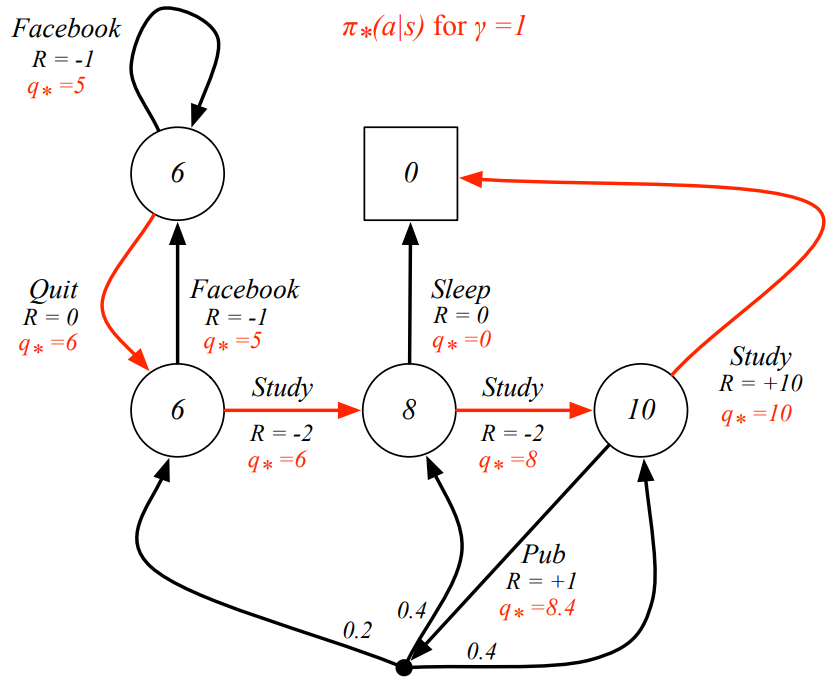 Facebook
R = -1
q* =5
π*(a|s) for γ =1
6
0
Quit
R = 0
q* =6
Facebook
R = -1
q* =5
Sleep
R = 0
q* =0
Study
R = +10
q* =10
6
Study
R = -2
q* =6
8
Study
R = -2
q* =8
10
Pub
R = +1
q* =8.4
0.2
0.4
0.4